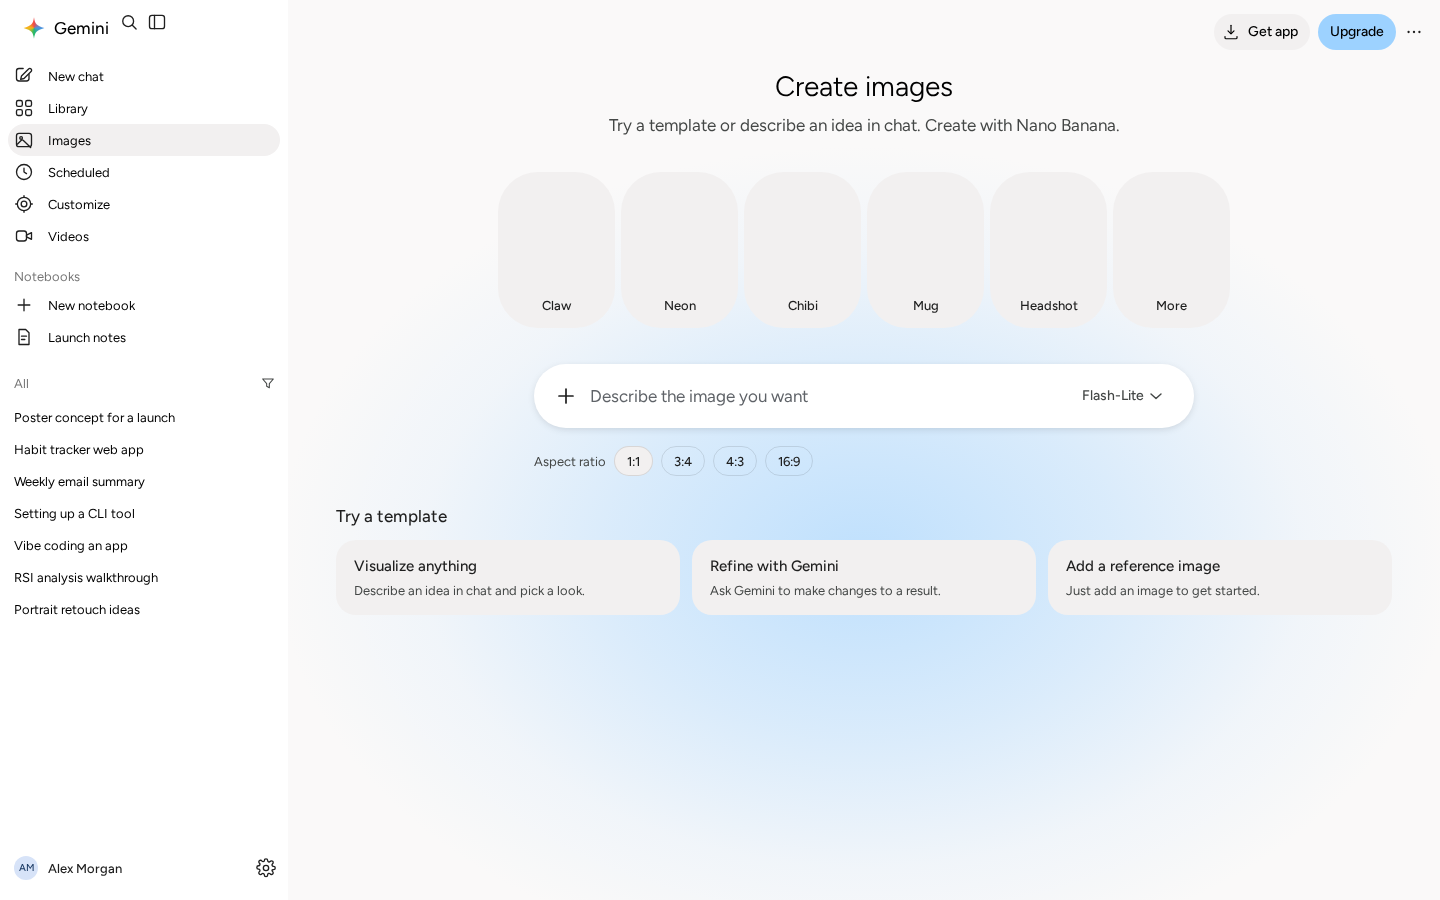 Gemini
New chat
Library
Images
Scheduled
Customize
Videos
Notebooks
New notebook
Launch notes
All
Poster concept for a launch
Habit tracker web app
Weekly email summary
Setting up a CLI tool
Vibe coding an app
RSI analysis walkthrough
Portrait retouch ideas
AM Alex Morgan
Get app Upgrade
Create images
Try a template or describe an idea in chat. Create with Nano Banana.
Claw Neon Chibi Mug Headshot More
Describe the image you want Flash-Lite
Aspect ratio 1:1 3:4 4:3 16:9
Try a template
Visualize anything
Describe an idea in chat and pick a look.
Refine with Gemini
Ask Gemini to make changes to a result.
Add a reference image
Just add an image to get started.